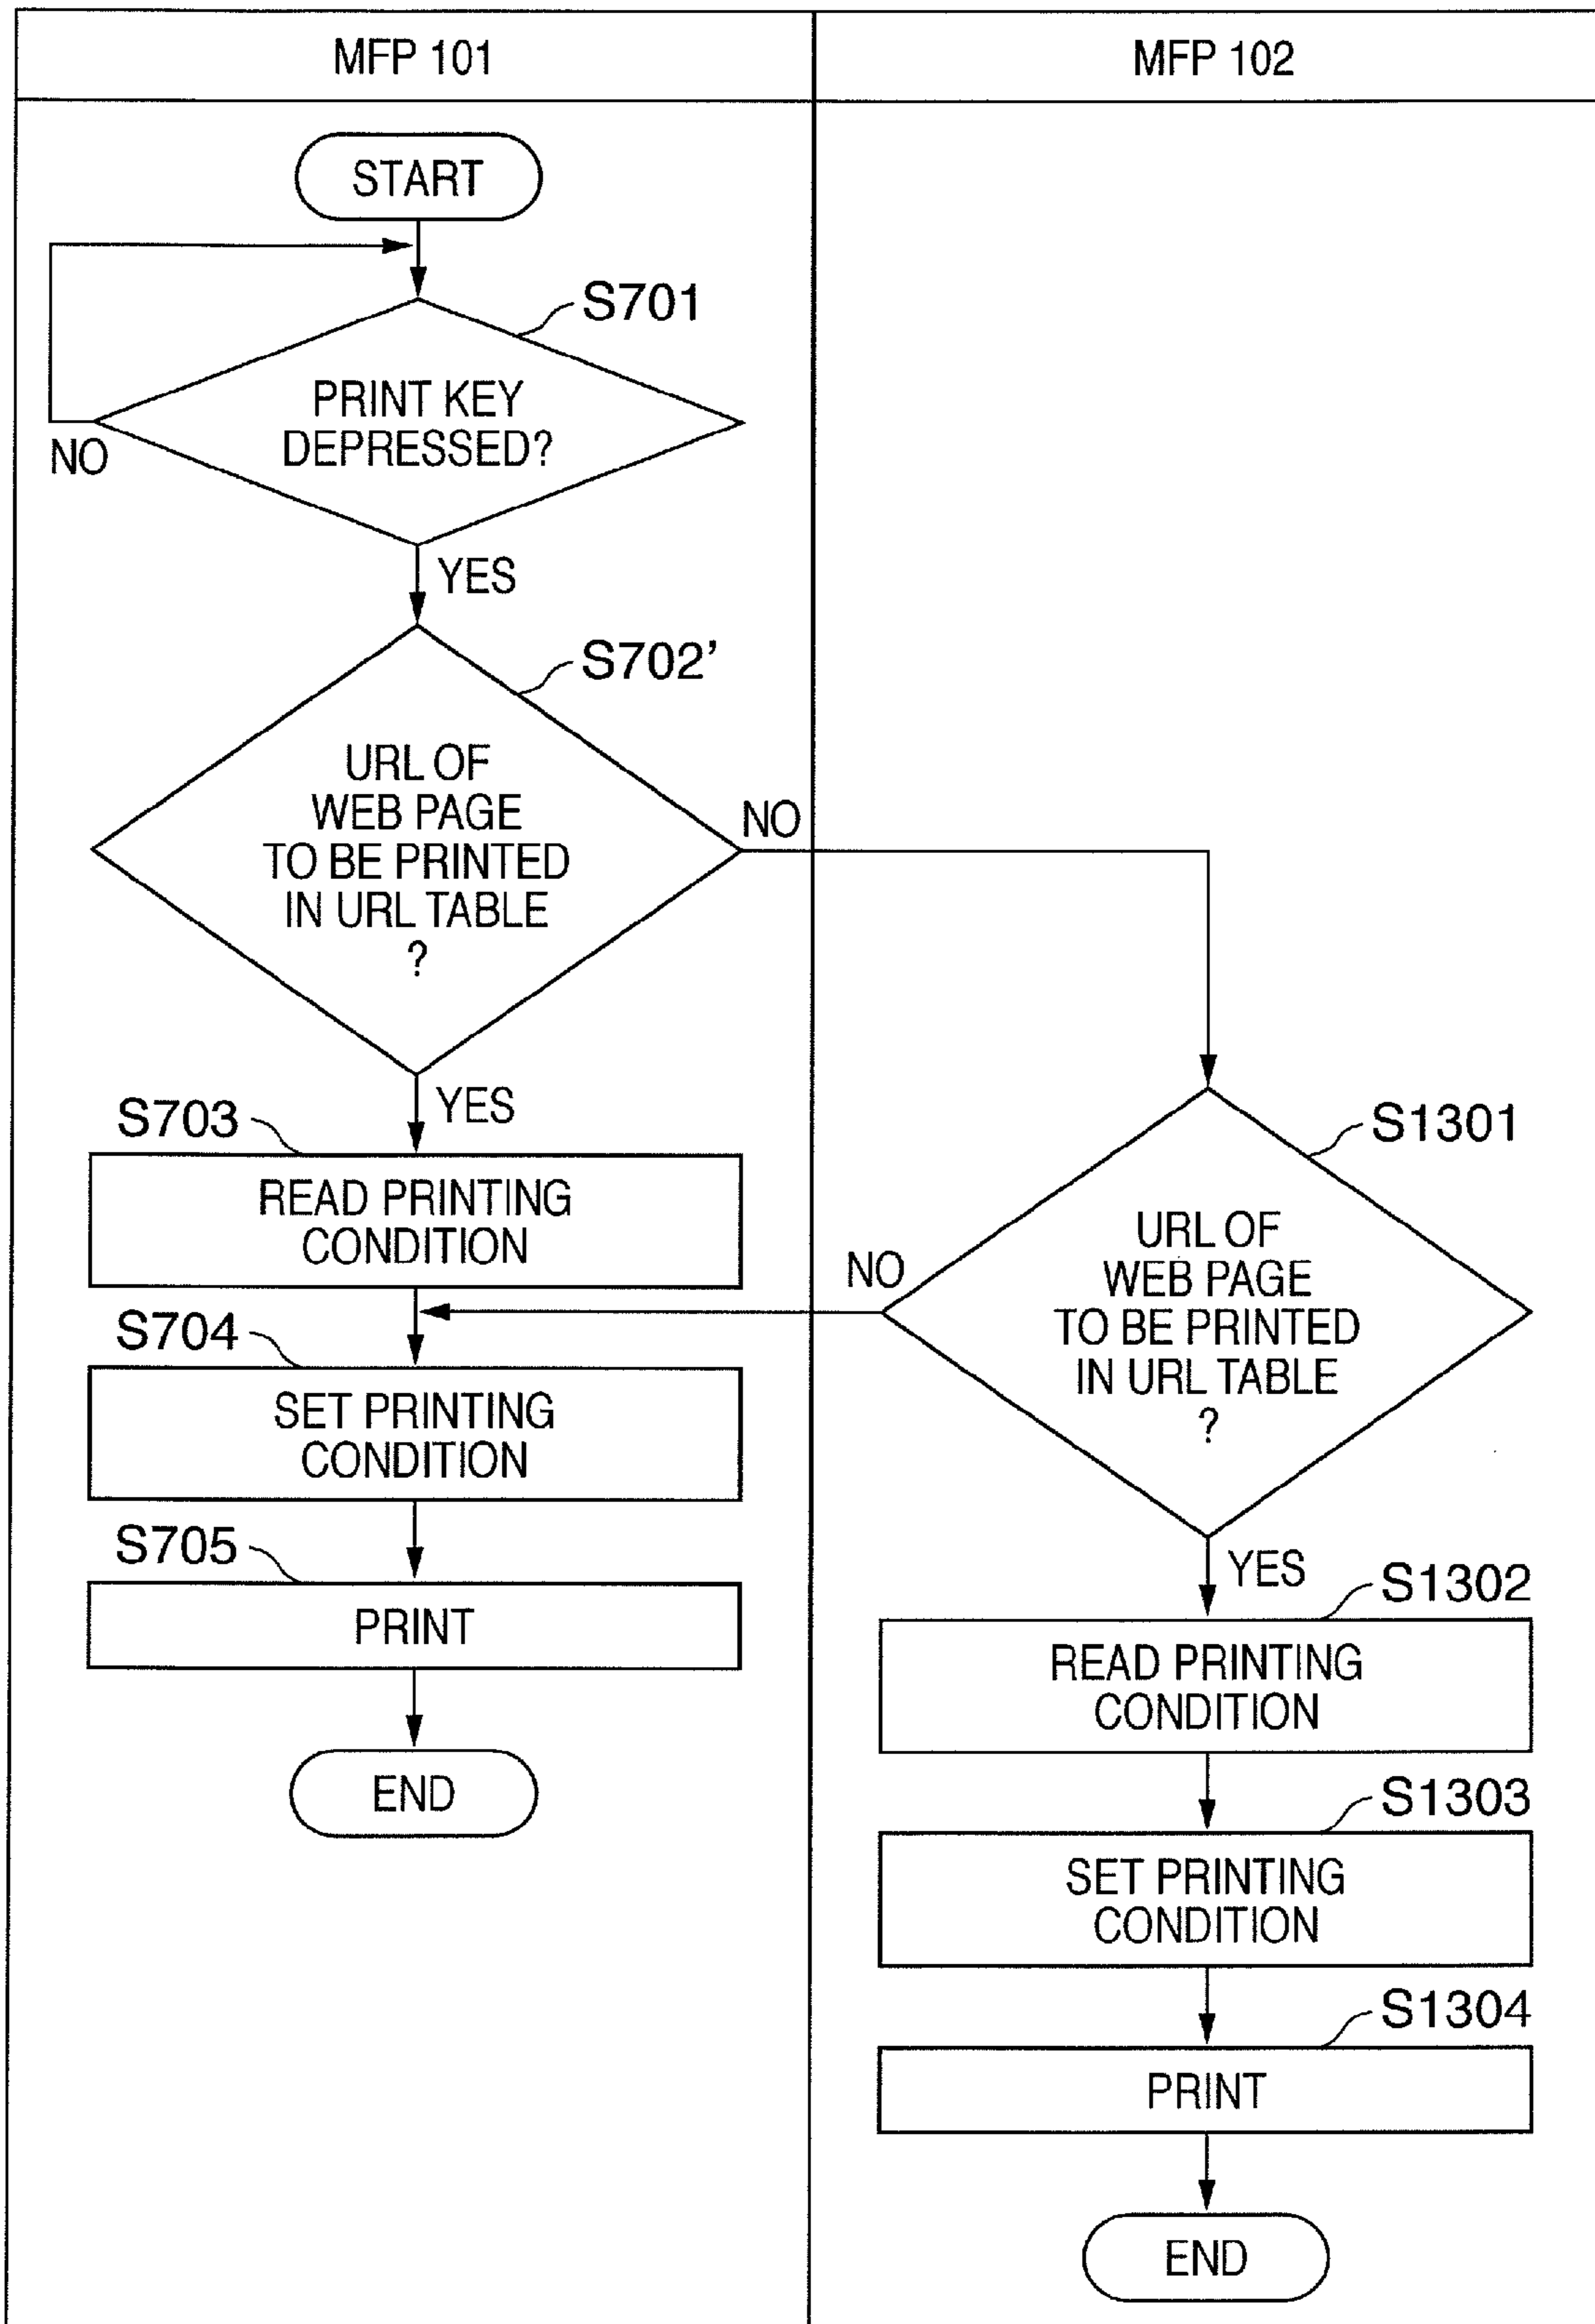 MFP 101
MFP 102
START
S701
PRINT KEY
DEPRESSED?
NO
YES
S702’
URL OF
WEB PAGE
TO BE PRINTED
IN URL TABLE
?
NO
YES
S703
READ PRINTING
CONDITION
S704
SET PRINTING
CONDITION
S705
PRINT
END
S1301
URL OF
WEB PAGE
TO BE PRINTED
IN URL TABLE
?
NO
YES
S1302
READ PRINTING
CONDITION
S1303
SET PRINTING
CONDITION
S1304
PRINT
END